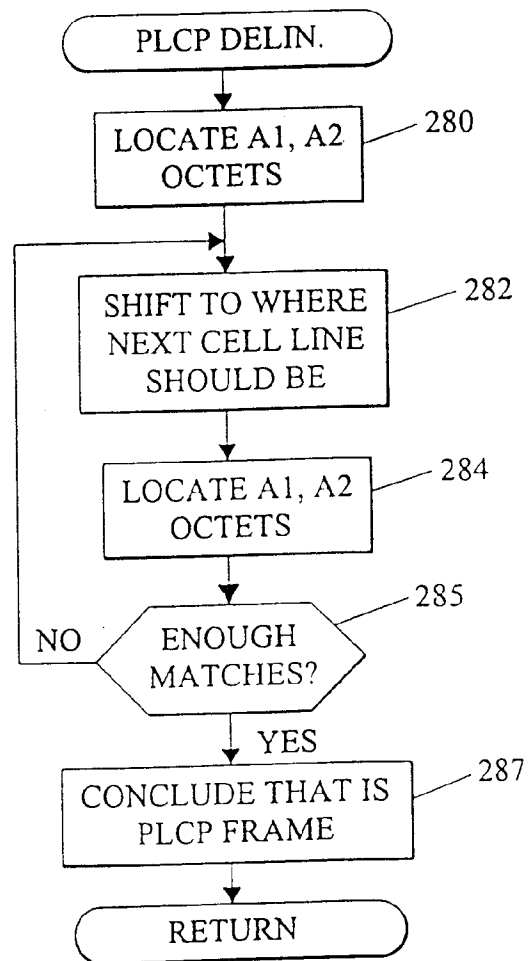 PLCP DELIN.
LOCATE A1, A2
OCTETS
280
SHIFT TO WHERE
NEXT CELL LINE
SHOULD BE
282
LOCATE A1, A2
OCTETS
284
ENOUGH
MATCHES?
285
NO
YES
CONCLUDE THAT IS
PLCP FRAME
287
RETURN